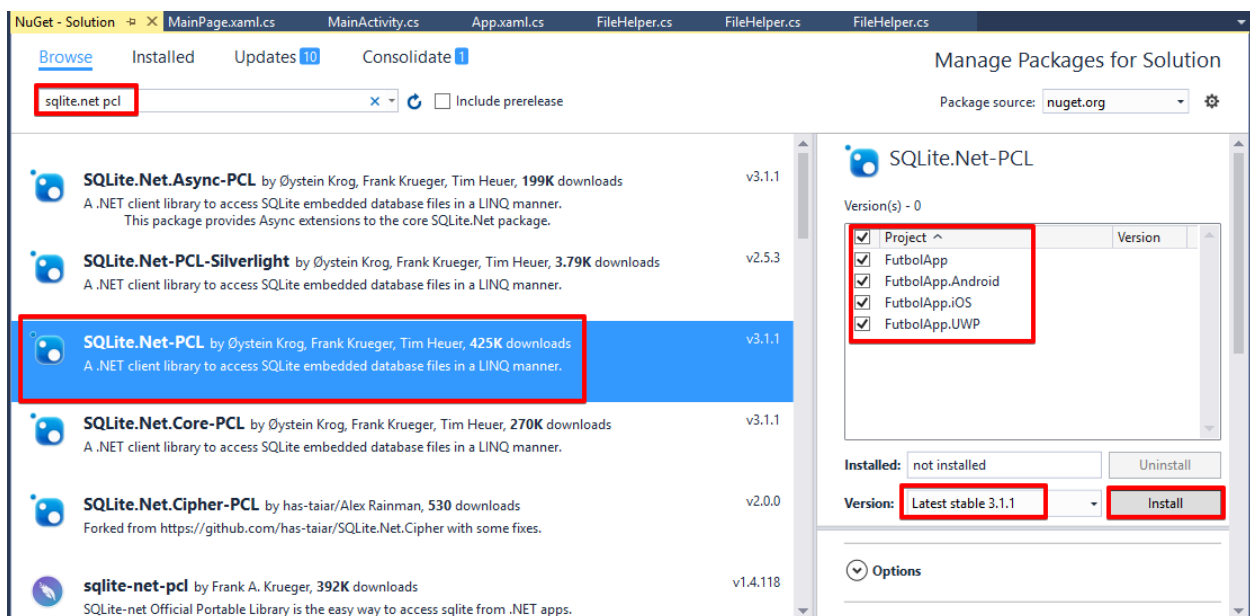 NuGet - Solution MainPage.xaml.cs MainActivity.cs App.xaml.cs FileHelper.cs FileHelper.cs FileHelper.cs
Browse Installed Updates 10 Consolidate 1
Manage Packages for Solution
sqlite.net pcl
Include prerelease
Package source: nuget.org
SQLite.Net.Async-PCL by Øystein Krog, Frank Krueger, Tim Heuer, 199K downloads v3.1.1
A .NET client library to access SQLite embedded database files in a LINQ manner.
This package provides Async extensions to the core SQLite.Net package.
SQLite.Net-PCL-Silverlight by Øystein Krog, Frank Krueger, Tim Heuer, 3.79K downloads v2.5.3
A .NET client library to access SQLite embedded database files in a LINQ manner.
SQLite.Net-PCL by Øystein Krog, Frank Krueger, Tim Heuer, 425K downloads v3.1.1
A .NET client library to access SQLite embedded database files in a LINQ manner.
SQLite.Net.Core-PCL by Øystein Krog, Frank Krueger, Tim Heuer, 270K downloads v3.1.1
A .NET client library to access SQLite embedded database files in a LINQ manner.
SQLite.Net.Cipher-PCL by has-taiar/Alex Rainman, 530 downloads v2.0.0
Forked from https://github.com/has-taiar/SQLite.Net.Cipher with some fixes.
sqlite-net-pcl by Frank A. Krueger, 392K downloads v1.4.118
SQLite-net Official Portable Library is the easy way to access sqlite from .NET apps.
SQLite.Net-PCL
Version(s) - 0
Project Version
FutbolApp
FutbolApp.Android
FutbolApp.iOS
FutbolApp.UWP
Installed: not installed Uninstall
Version: Latest stable 3.1.1 Install
Options